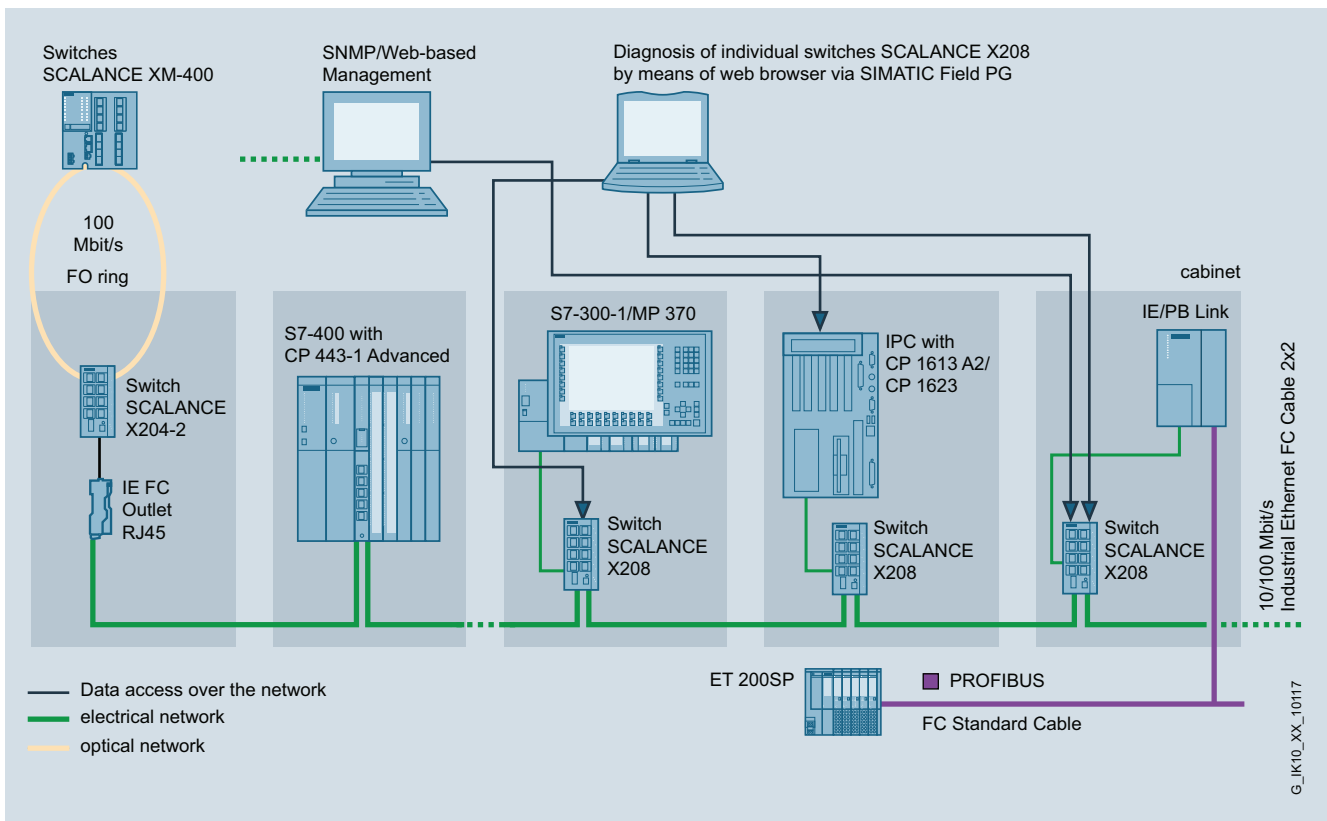 Switches
SCALANCE XM-400
SNMP/Web-based
Management
Diagnosis of individual switches SCALANCE X208
by means of web browser via SIMATIC Field PG
100
Mbit/s
FO ring
cabinet
S7-400 with
CP 443-1 Advanced
S7-300-1/MP 370
IPC with
CP 1613 A2/
CP 1623
IE/PB Link
Switch
SCALANCE
X204-2
IE FC
Outlet
RJ45
Switch
SCALANCE
X208
Switch
SCALANCE
X208
Switch
SCALANCE
X208
10/100 Mbit/s
Industrial Ethernet FC Cable 2x2
ET 200SP
PROFIBUS
FC Standard Cable
Data access over the network
electrical network
optical network
G_IK10_XX_10117